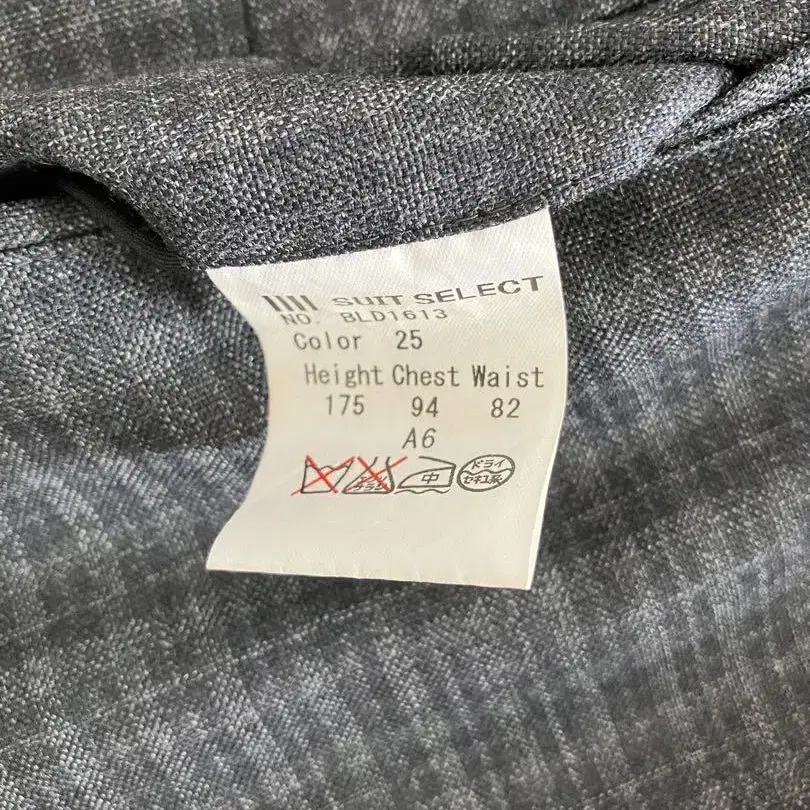 SUIT SELECT
NO. BLD1613
Color 25
Height Chest Waist
175 94 82
A6
中 ドライ
セキユ系